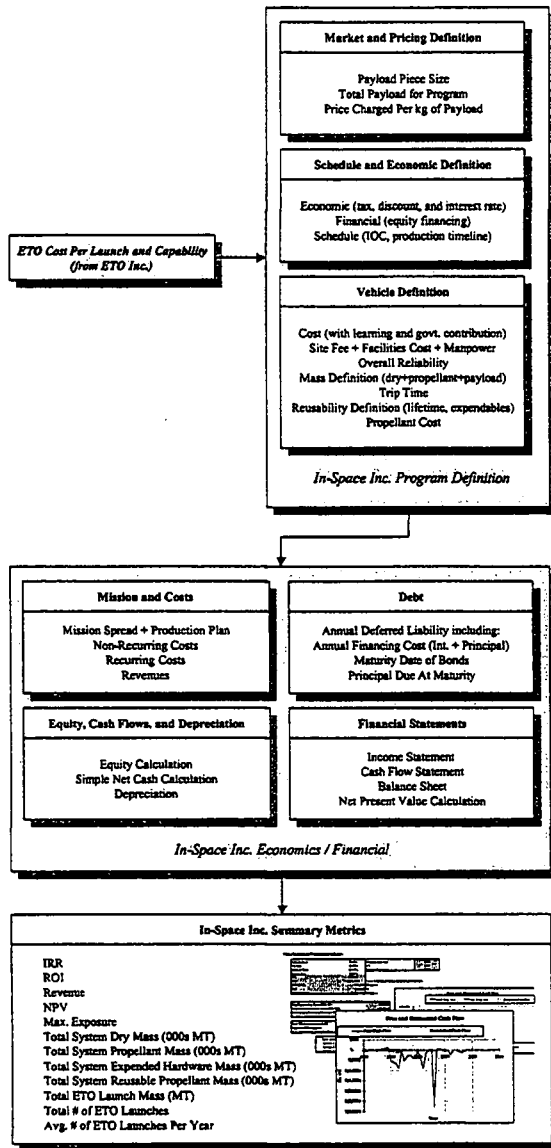 Market and Pricing Definition
Payload Piece Size
Total Payload for Program
Price Charged Per kg of Payload
Schedule and Economic Definition
Economic (tax, discount, and interest rate)
Financial (equity financing)
Schedule (IOC, production timeline)
ETO Cost Per Launch and Capability
(from ETO Inc.)
Vehicle Definition
Cost (with learning and govt. contribution)
Site Fee + Facilities Cost + Manpower
Overall Reliability
Mass Definition (dry+propellant+payload)
Trip Time
Reusability Definition (lifetime, expendables)
Propellant Cost
In-Space Inc. Program Definition
Mission and Costs
Mission Spread + Production Plan
Non-Recurring Costs
Recurring Costs
Revenues
Debt
Annual Deferred Liability including:
Annual Financing Cost (Int. + Principal)
Maturity Date of Bonds
Principal Due At Maturity
Equity, Cash Flows, and Depreciation
Equity Calculation
Simple Net Cash Calculation
Depreciation
Financial Statements
Income Statement
Cash Flow Statement
Balance Sheet
Net Present Value Calculation
In-Space Inc. Economics / Financial
In-Space Inc. Summary Metrics
IRR
ROI
Revenue
NPV
Max. Exposure
Total System Dry Mass (000s MT)
Total System Propellant Mass (000s MT)
Total System Expended Hardware Mass (000s MT)
Total System Reusable Propellant Mass (000s MT)
Total ETO Launch Mass (MT)
Total # of ETO Launches
Avg. # of ETO Launches Per Year